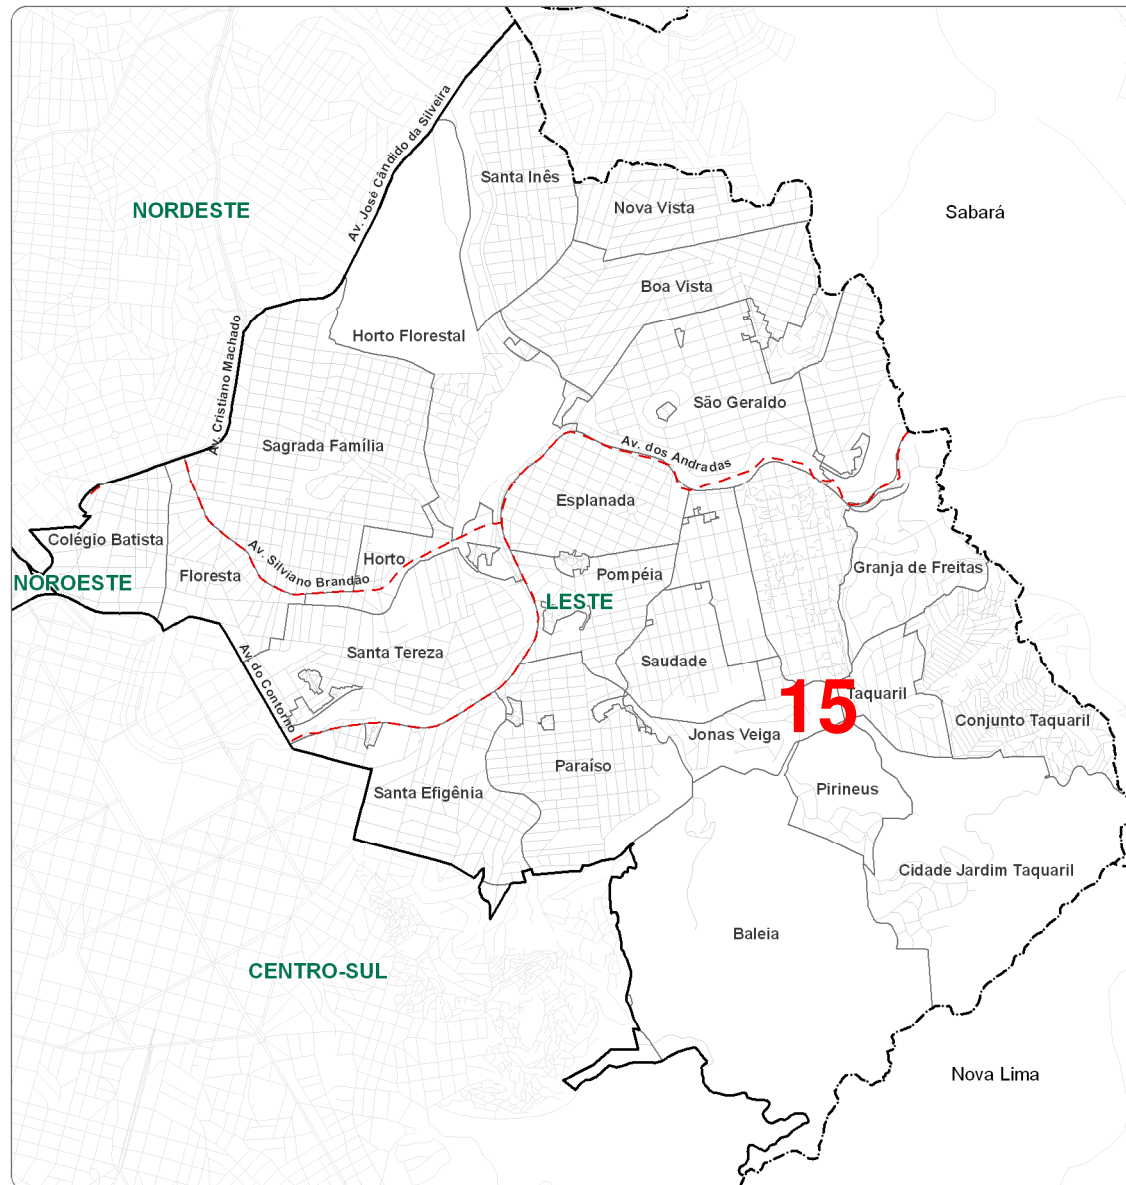 Av. José Cândido da Silveira
Santa Inês
NORDESTE
Nova Vista
Sabará
Boa Vista
Horto Florestal
Av. Cristiano Machado
São Geraldo
Sagrada Família
Av. dos Andradas
Esplanada
Colégio Batista
Av. Silviano Brandão
Horto
Granja de Freitas
NOROESTE
Floresta
Pompéia
LESTE
Av. do Contorno
Santa Tereza
Saudade
15
Taquaril
Conjunto Taquaril
Jonas Veiga
Paraíso
Santa Efigênia
Pirineus
Cidade Jardim Taquaril
Baleia
CENTRO-SUL
Nova Lima